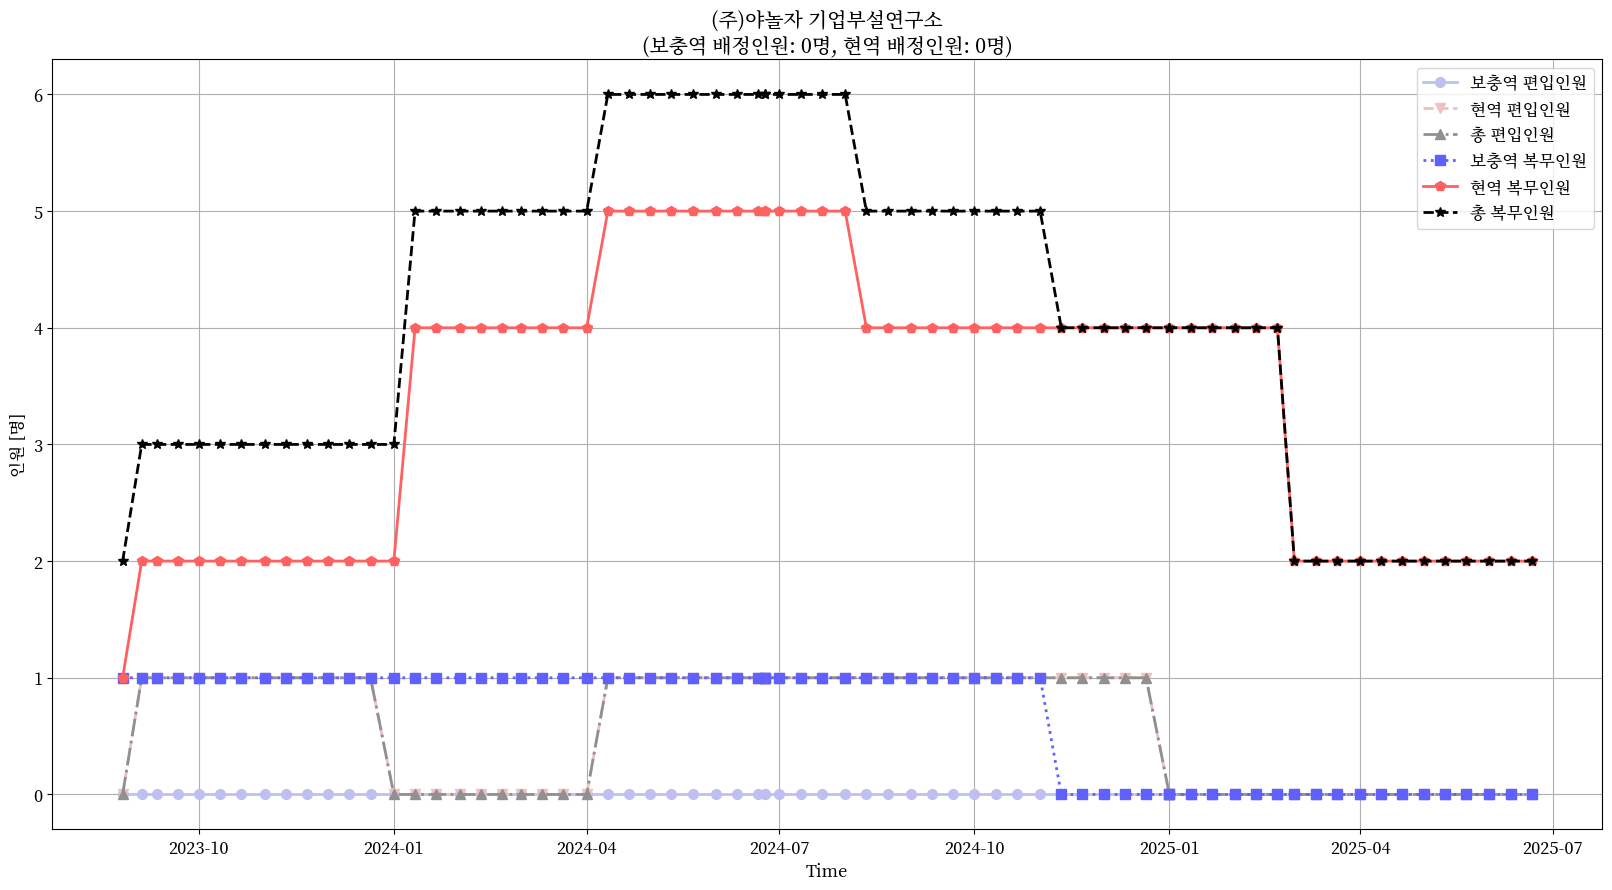 (주)야놀자 기업부설연구소
(보충역 배정인원: 0명, 현역 배정인원: 0명)
보충역 편입인원
현역 편입인원
총 편입인원
보충역 복무인원
현역 복무인원
총 복무인원
인원 [명]
6
5
4
3
2
1
0
2023-10
2024-01
2024-04
2024-07
2024-10
2025-01
2025-04
2025-07
Time